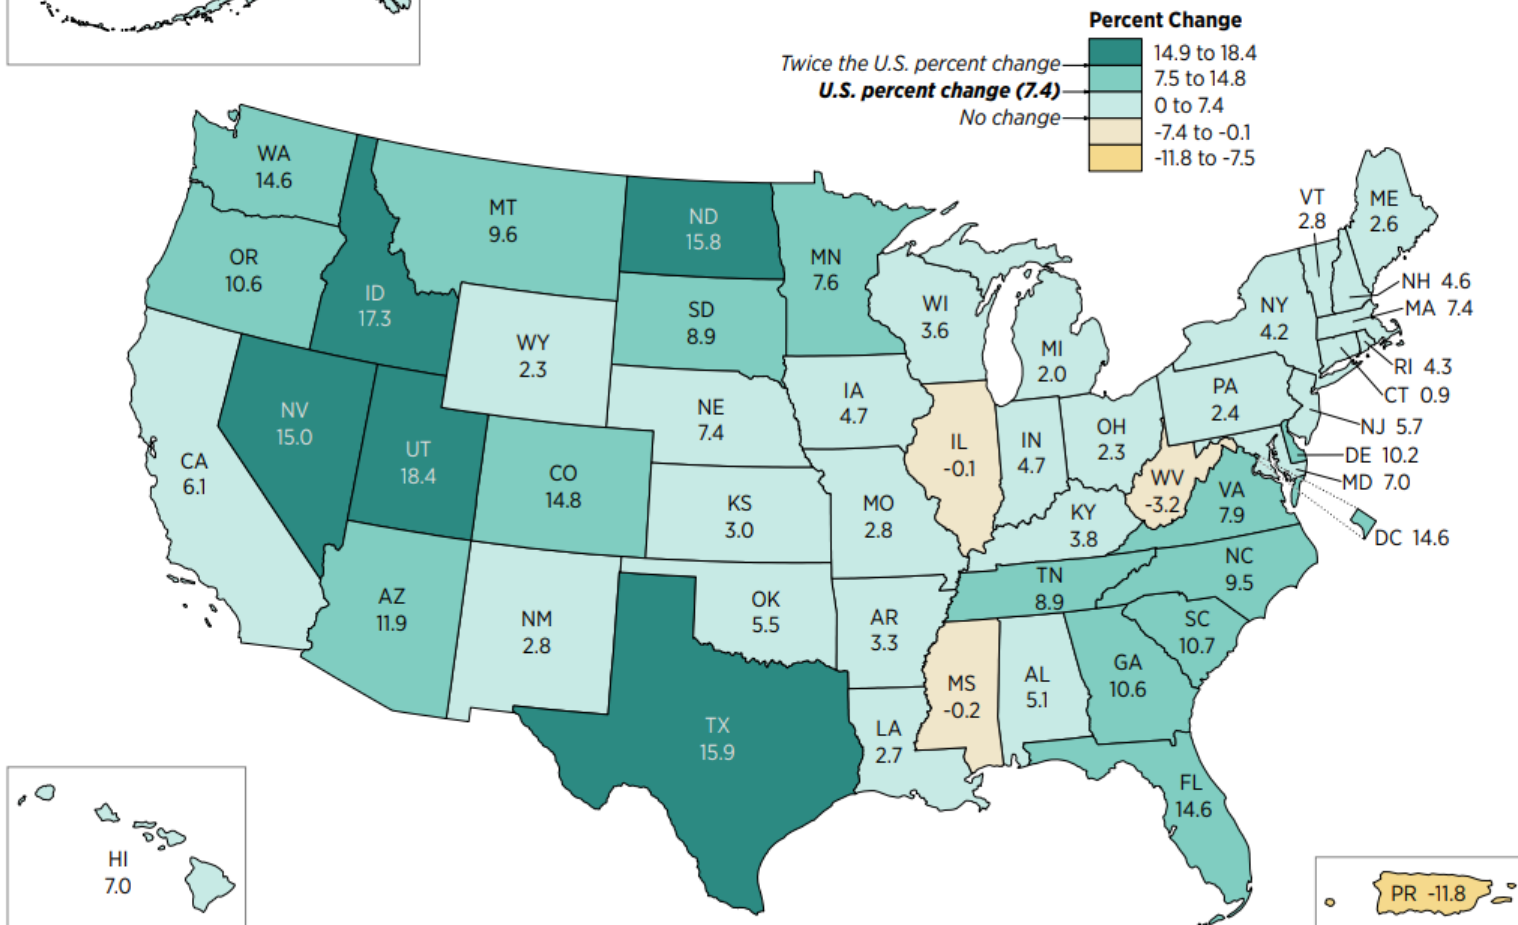 Percent Change
14.9 to 18.4
Twice the U.S. percent change
7.5 to 14.8
U.S. percent change (7.4)
0 to 7.4
No change
-7.4 to -0.1
-11.8 to -7.5
WA
14.6
OR
10.6
ID
17.3
MT
9.6
ND
15.8
MN
7.6
SD
8.9
WY
2.3
WI
3.6
MI
2.0
VT
2.8
ME
2.6
NH 4.6
MA 7.4
NY
4.2
RI 4.3
CT 0.9
PA
2.4
NJ 5.7
DE 10.2
MD 7.0
DC 14.6
NV
15.0
UT
18.4
CA
6.1
CO
14.8
NE
7.4
IA
4.7
IL
-0.1
IN
4.7
OH
2.3
WV
-3.2
VA
7.9
KS
3.0
MO
2.8
KY
3.8
NC
9.5
TN
8.9
AZ
11.9
NM
2.8
OK
5.5
AR
3.3
SC
10.7
GA
10.6
AL
5.1
MS
-0.2
LA
2.7
TX
15.9
FL
14.6
HI
7.0
PR -11.8